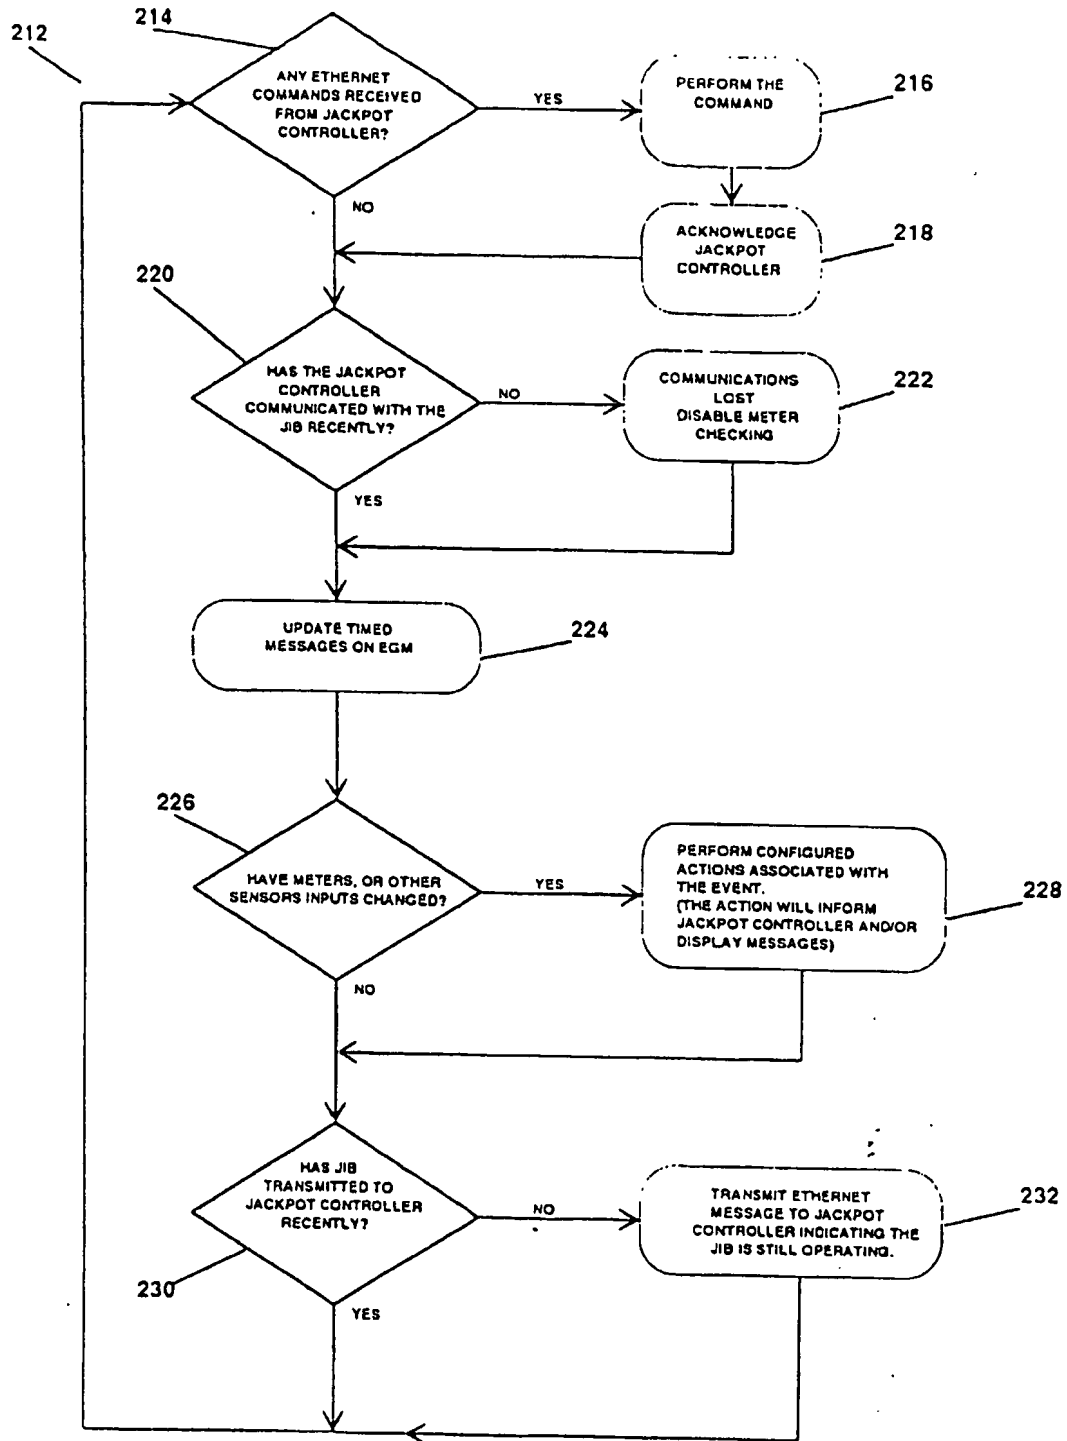 212
214
ANY ETHERNET
COMMANDS RECEIVED
FROM JACKPOT
CONTROLLER?
YES
PERFORM THE
COMMAND
216
NO
ACKNOWLEDGE
JACKPOT
CONTROLLER
218
220
HAS THE JACKPOT
CONTROLLER
COMMUNICATED WITH THE
JIB RECENTLY?
NO
COMMUNICATIONS
LOST
DISABLE METER
CHECKING
222
YES
UPDATE TIMED
MESSAGES ON EGM
224
226
HAVE METERS, OR OTHER
SENSORS INPUTS CHANGED?
YES
PERFORM CONFIGURED
ACTIONS ASSOCIATED WITH
THE EVENT.
(THE ACTION WILL INFORM
JACKPOT CONTROLLER AND/OR
DISPLAY MESSAGES)
228
NO
HAS JIB
TRANSMITTED TO
JACKPOT CONTROLLER
RECENTLY?
230
NO
TRANSMIT ETHERNET
MESSAGE TO JACKPOT
CONTROLLER INDICATING THE
JIB IS STILL OPERATING.
232
YES